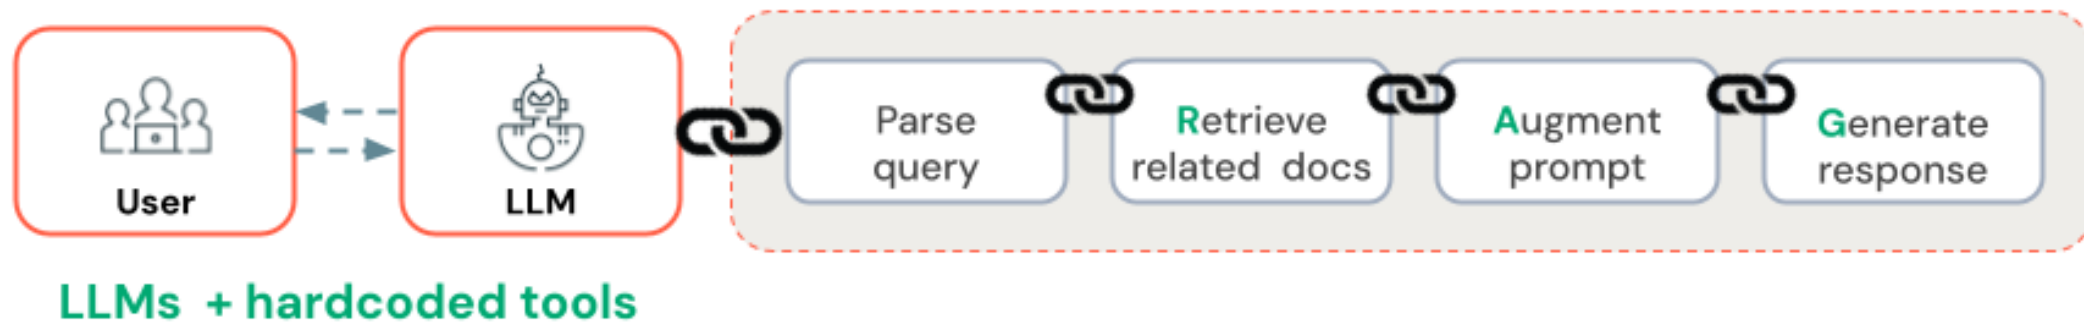 User
LLM
Parse
query
Retrieve
related docs
Augment
prompt
Generate
response
LLMs + hardcoded tools